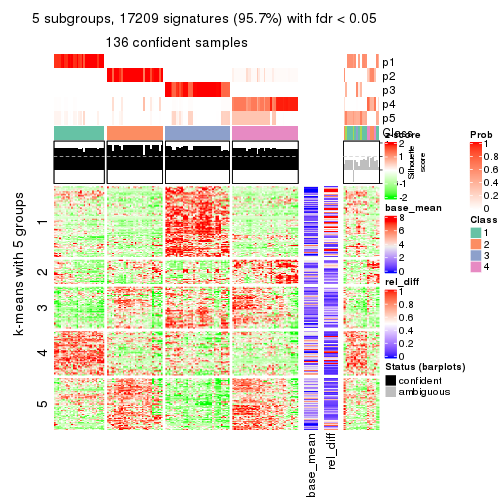 5 subgroups, 17209 signatures (95.7%) with fdr < 0.05
136 confident samples
p1
p2
p3
p4
p5
Class
z-score
2
1
0
-1
-2
Silhouette
score
Prob
1
0.8
0.6
0.4
0.2
0
base_mean
8
6
4
2
0
Class
1
2
3
4
rel_diff
1
0.8
0.6
0.4
0.2
0
Status (barplots)
confident
ambiguous
k-means with 5 groups
1
2
3
4
5
base_mean
rel_diff